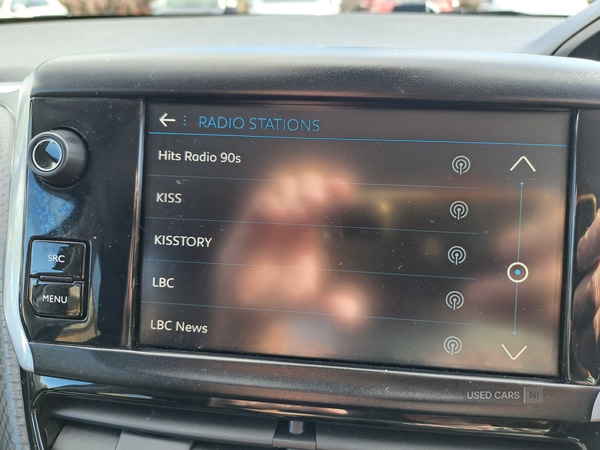 RADIO STATIONS
Hits Radio 90s
KISS
KISSTORY
LBC
LBC News
SRC
MENU
USED CARS NI